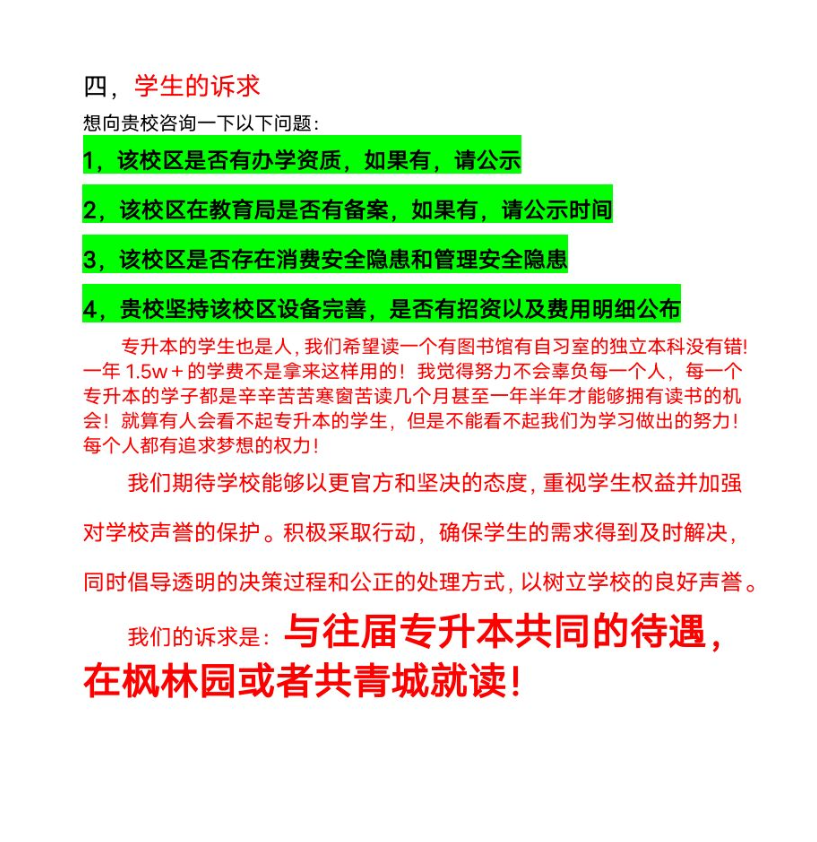 四，学生的诉求
想向贵校咨询一下以下问题：
1，该校区是否有办学资质，如果有，请公示
2，该校区在教育局是否有备案，如果有，请公示时间
3，该校区是否存在消费安全隐患和管理安全隐患
4，贵校坚持该校区设备完善，是否有招资以及费用明细公布
专升本的学生也是人，我们希望读一个有图书馆有自习室的独立本科没有错!
一年 1.5w＋的学费不是拿来这样用的！我觉得努力不会辜负每一个人，每一个
专升本的学子都是辛辛苦苦寒窗苦读几个月甚至一年半年才能够拥有读书的机
会！就算有人会看不起专升本的学生，但是不能看不起我们为学习做出的努力！
每个人都有追求梦想的权力！
我们期待学校能够以更官方和坚决的态度，重视学生权益并加强
对学校声誉的保护。积极采取行动，确保学生的需求得到及时解决，
同时倡导透明的决策过程和公正的处理方式，以树立学校的良好声誉。
我们的诉求是：与往届专升本共同的待遇，
在枫林园或者共青城就读！